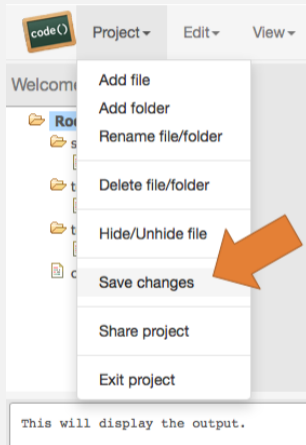 code() Project Edit View
Welcom
Add file
Add folder
Roo
Rename file/folder
s
t
Delete file/folder
t
Hide/Unhide file
c
Save changes
Share project
Exit project
This will display the output.